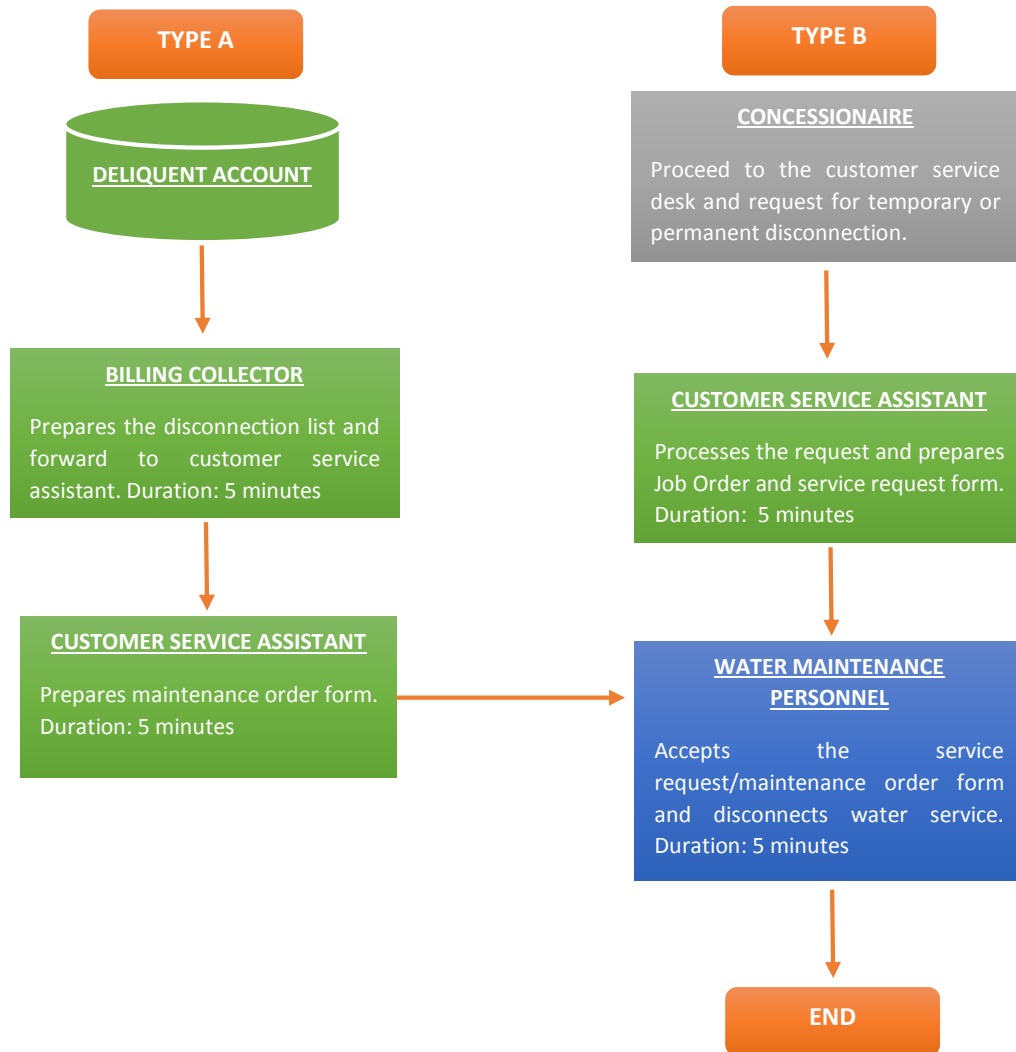 TYPE A
DELIQUENT ACCOUNT
BILLING COLLECTOR
Prepares the disconnection list and
forward to customer service
assistant. Duration: 5 minutes
CUSTOMER SERVICE ASSISTANT
Prepares maintenance order form.
Duration: 5 minutes
TYPE B
CONCESSIONAIRE
Proceed to the customer service
desk and request for temporary or
permanent disconnection.
CUSTOMER SERVICE ASSISTANT
Processes the request and prepares
Job Order and service request form.
Duration: 5 minutes
WATER MAINTENANCE
PERSONNEL
Accepts the service
request/maintenance order form
and disconnects water service.
Duration: 5 minutes
END